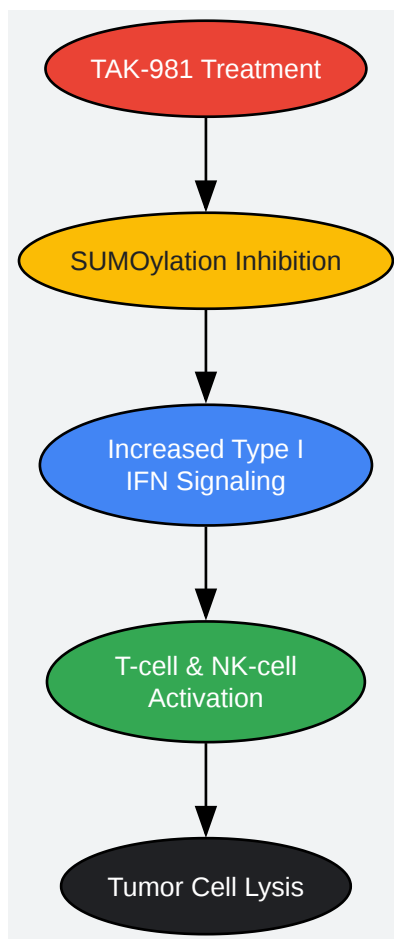 TAK-981 Treatment
SUMOylation Inhibition
Increased Type I
IFN Signaling
T-cell & NK-cell
Activation
Tumor Cell Lysis